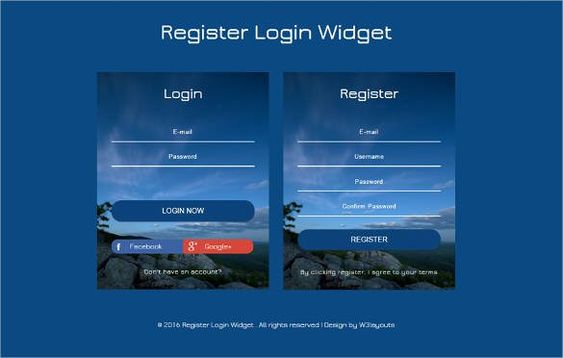 Register Login Widget
Login
E-mail
Password
LOGIN NOW
f Facebook
g+ Google+
Don't have an account?
Register
E-mail
Username
Password
Confirm Password
REGISTER
By clicking register, I agree to your terms
© 2016 Register Login Widget . All rights reserved | Design by W3layouts